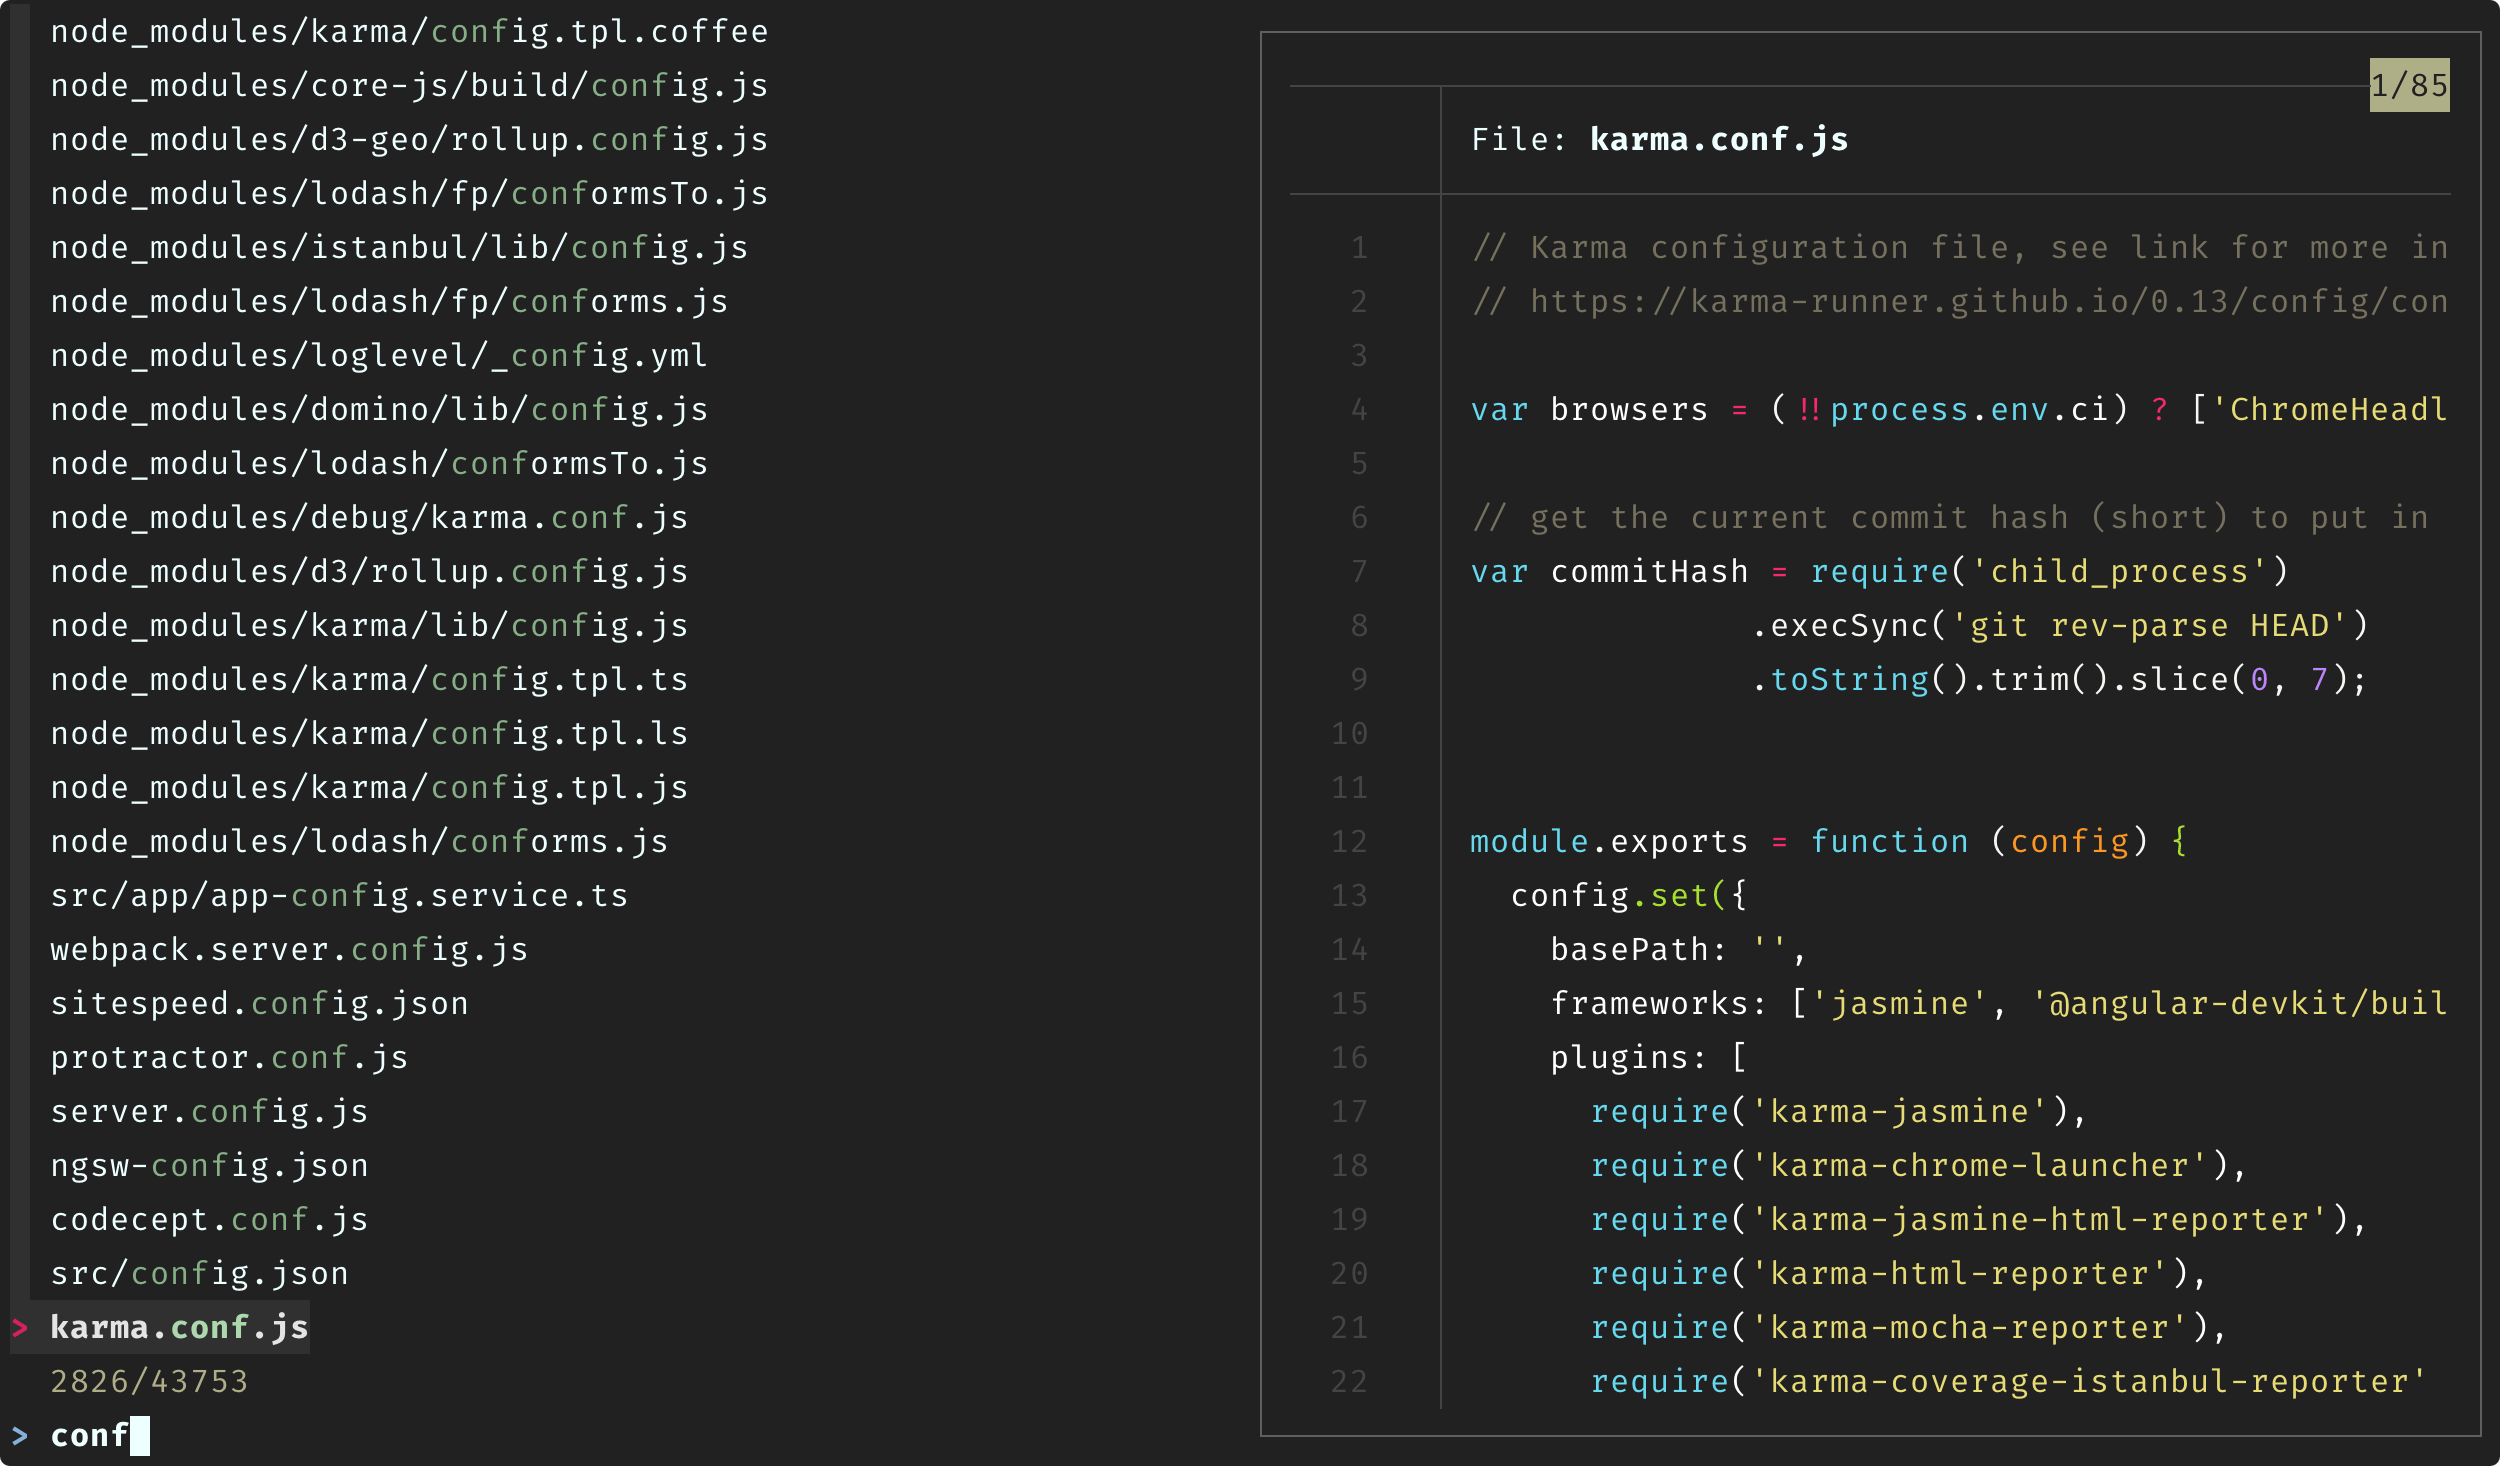 node_modules/karma/config.tpl.coffee
node_modules/core-js/build/config.js
node_modules/d3-geo/rollup.config.js
node_modules/lodash/fp/conformsTo.js
node_modules/istanbul/lib/config.js
node_modules/lodash/fp/conforms.js
node_modules/loglevel/_config.yml
node_modules/domino/lib/config.js
node_modules/lodash/conformsTo.js
node_modules/debug/karma.conf.js
node_modules/d3/rollup.config.js
node_modules/karma/lib/config.js
node_modules/karma/config.tpl.ts
node_modules/karma/config.tpl.ls
node_modules/karma/config.tpl.js
node_modules/lodash/conforms.js
src/app/app-config.service.ts
webpack.server.config.js
sitespeed.config.json
protractor.conf.js
server.config.js
ngsw-config.json
codecept.conf.js
src/config.json
> karma.conf.js
2826/43753
> conf
1/85
File: karma.conf.js
1 // Karma configuration file, see link for more in
2 // https://karma-runner.github.io/0.13/config/con
3
4 var browsers = (!!process.env.ci) ? ['ChromeHeadl
5
6 // get the current commit hash (short) to put in
7 var commitHash = require('child_process')
8               .execSync('git rev-parse HEAD')
9               .toString().trim().slice(0, 7);
10
11
12 module.exports = function (config) {
13   config.set({
14     basePath: '',
15     frameworks: ['jasmine', '@angular-devkit/buil
16     plugins: [
17       require('karma-jasmine'),
18       require('karma-chrome-launcher'),
19       require('karma-jasmine-html-reporter'),
20       require('karma-html-reporter'),
21       require('karma-mocha-reporter'),
22       require('karma-coverage-istanbul-reporter'